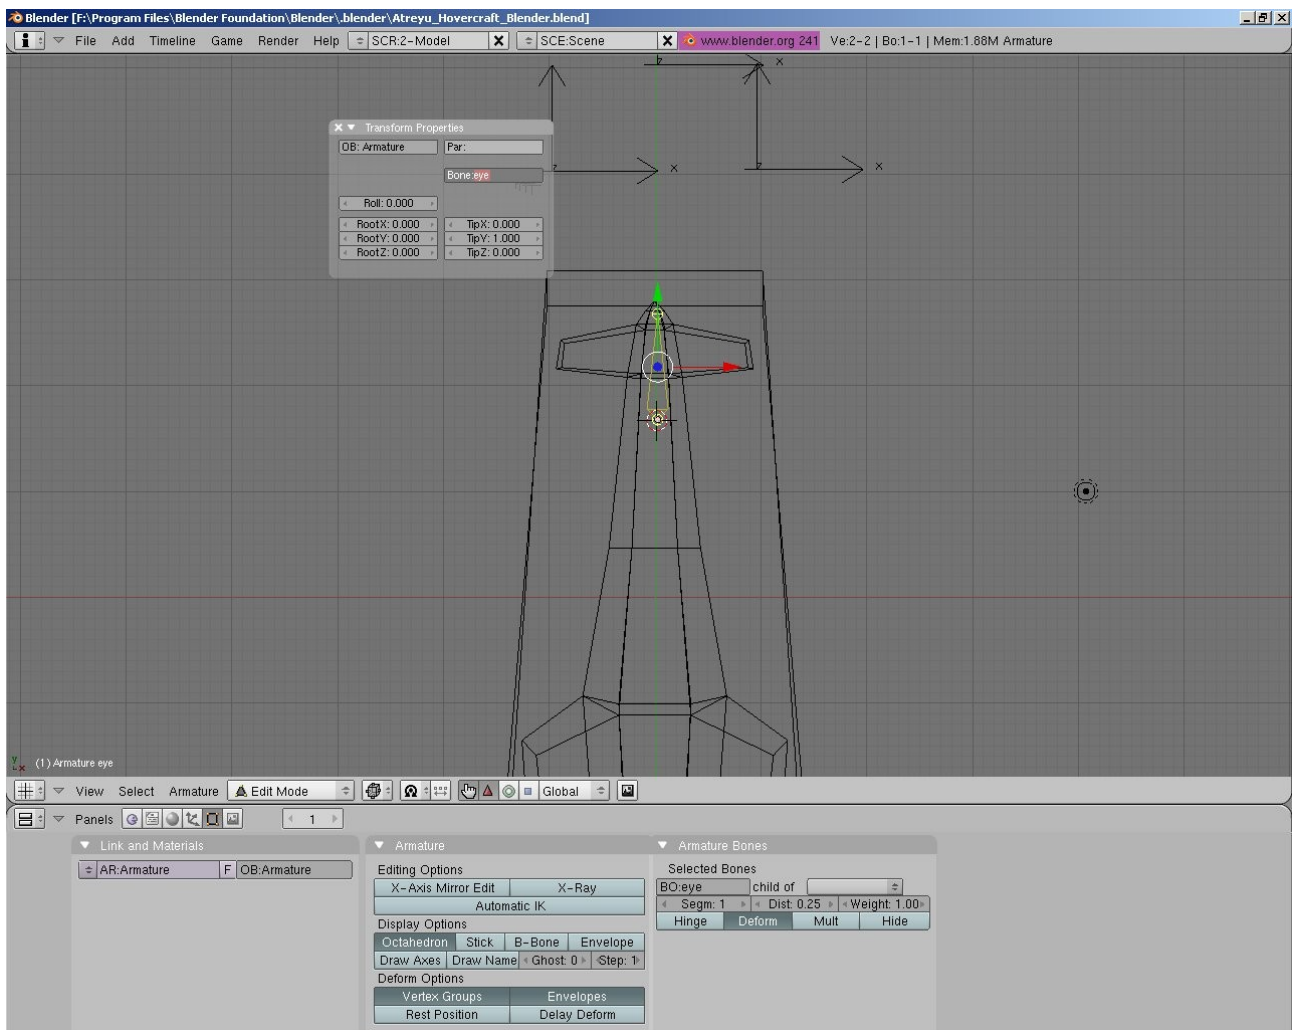 Blender [F:\Program Files\Blender Foundation\Blender\.blender\Atreyu_Hovercraft_Blender.blend]
File Add Timeline Game Render Help SCR:2-Model X SCE:Scene X www.blender.org 241 Ve:2-2 | Bo:1-1 | Mem:1.88M Armature
x
Transform Properties
OB: Armature Par:
x x
Bone:eye
Roll: 0.000
RootX: 0.000 TipX: 0.000
RootY: 0.000 TipY: 1.000
RootZ: 0.000 TipZ: 0.000
y
x (1) Armature eye
View Select Armature Edit Mode Global
Panels 1
Link and Materials
AR:Armature F OB:Armature
Armature
Editing Options
X-Axis Mirror Edit X-Ray
Automatic IK
Display Options
Octahedron Stick B-Bone Envelope
Draw Axes Draw Name Ghost: 0 Step: 1
Deform Options
Vertex Groups Envelopes
Rest Position Delay Deform
Armature Bones
Selected Bones
BO:eye child of
Segm: 1 Dist: 0.25 Weight: 1.00
Hinge Deform Mult Hide